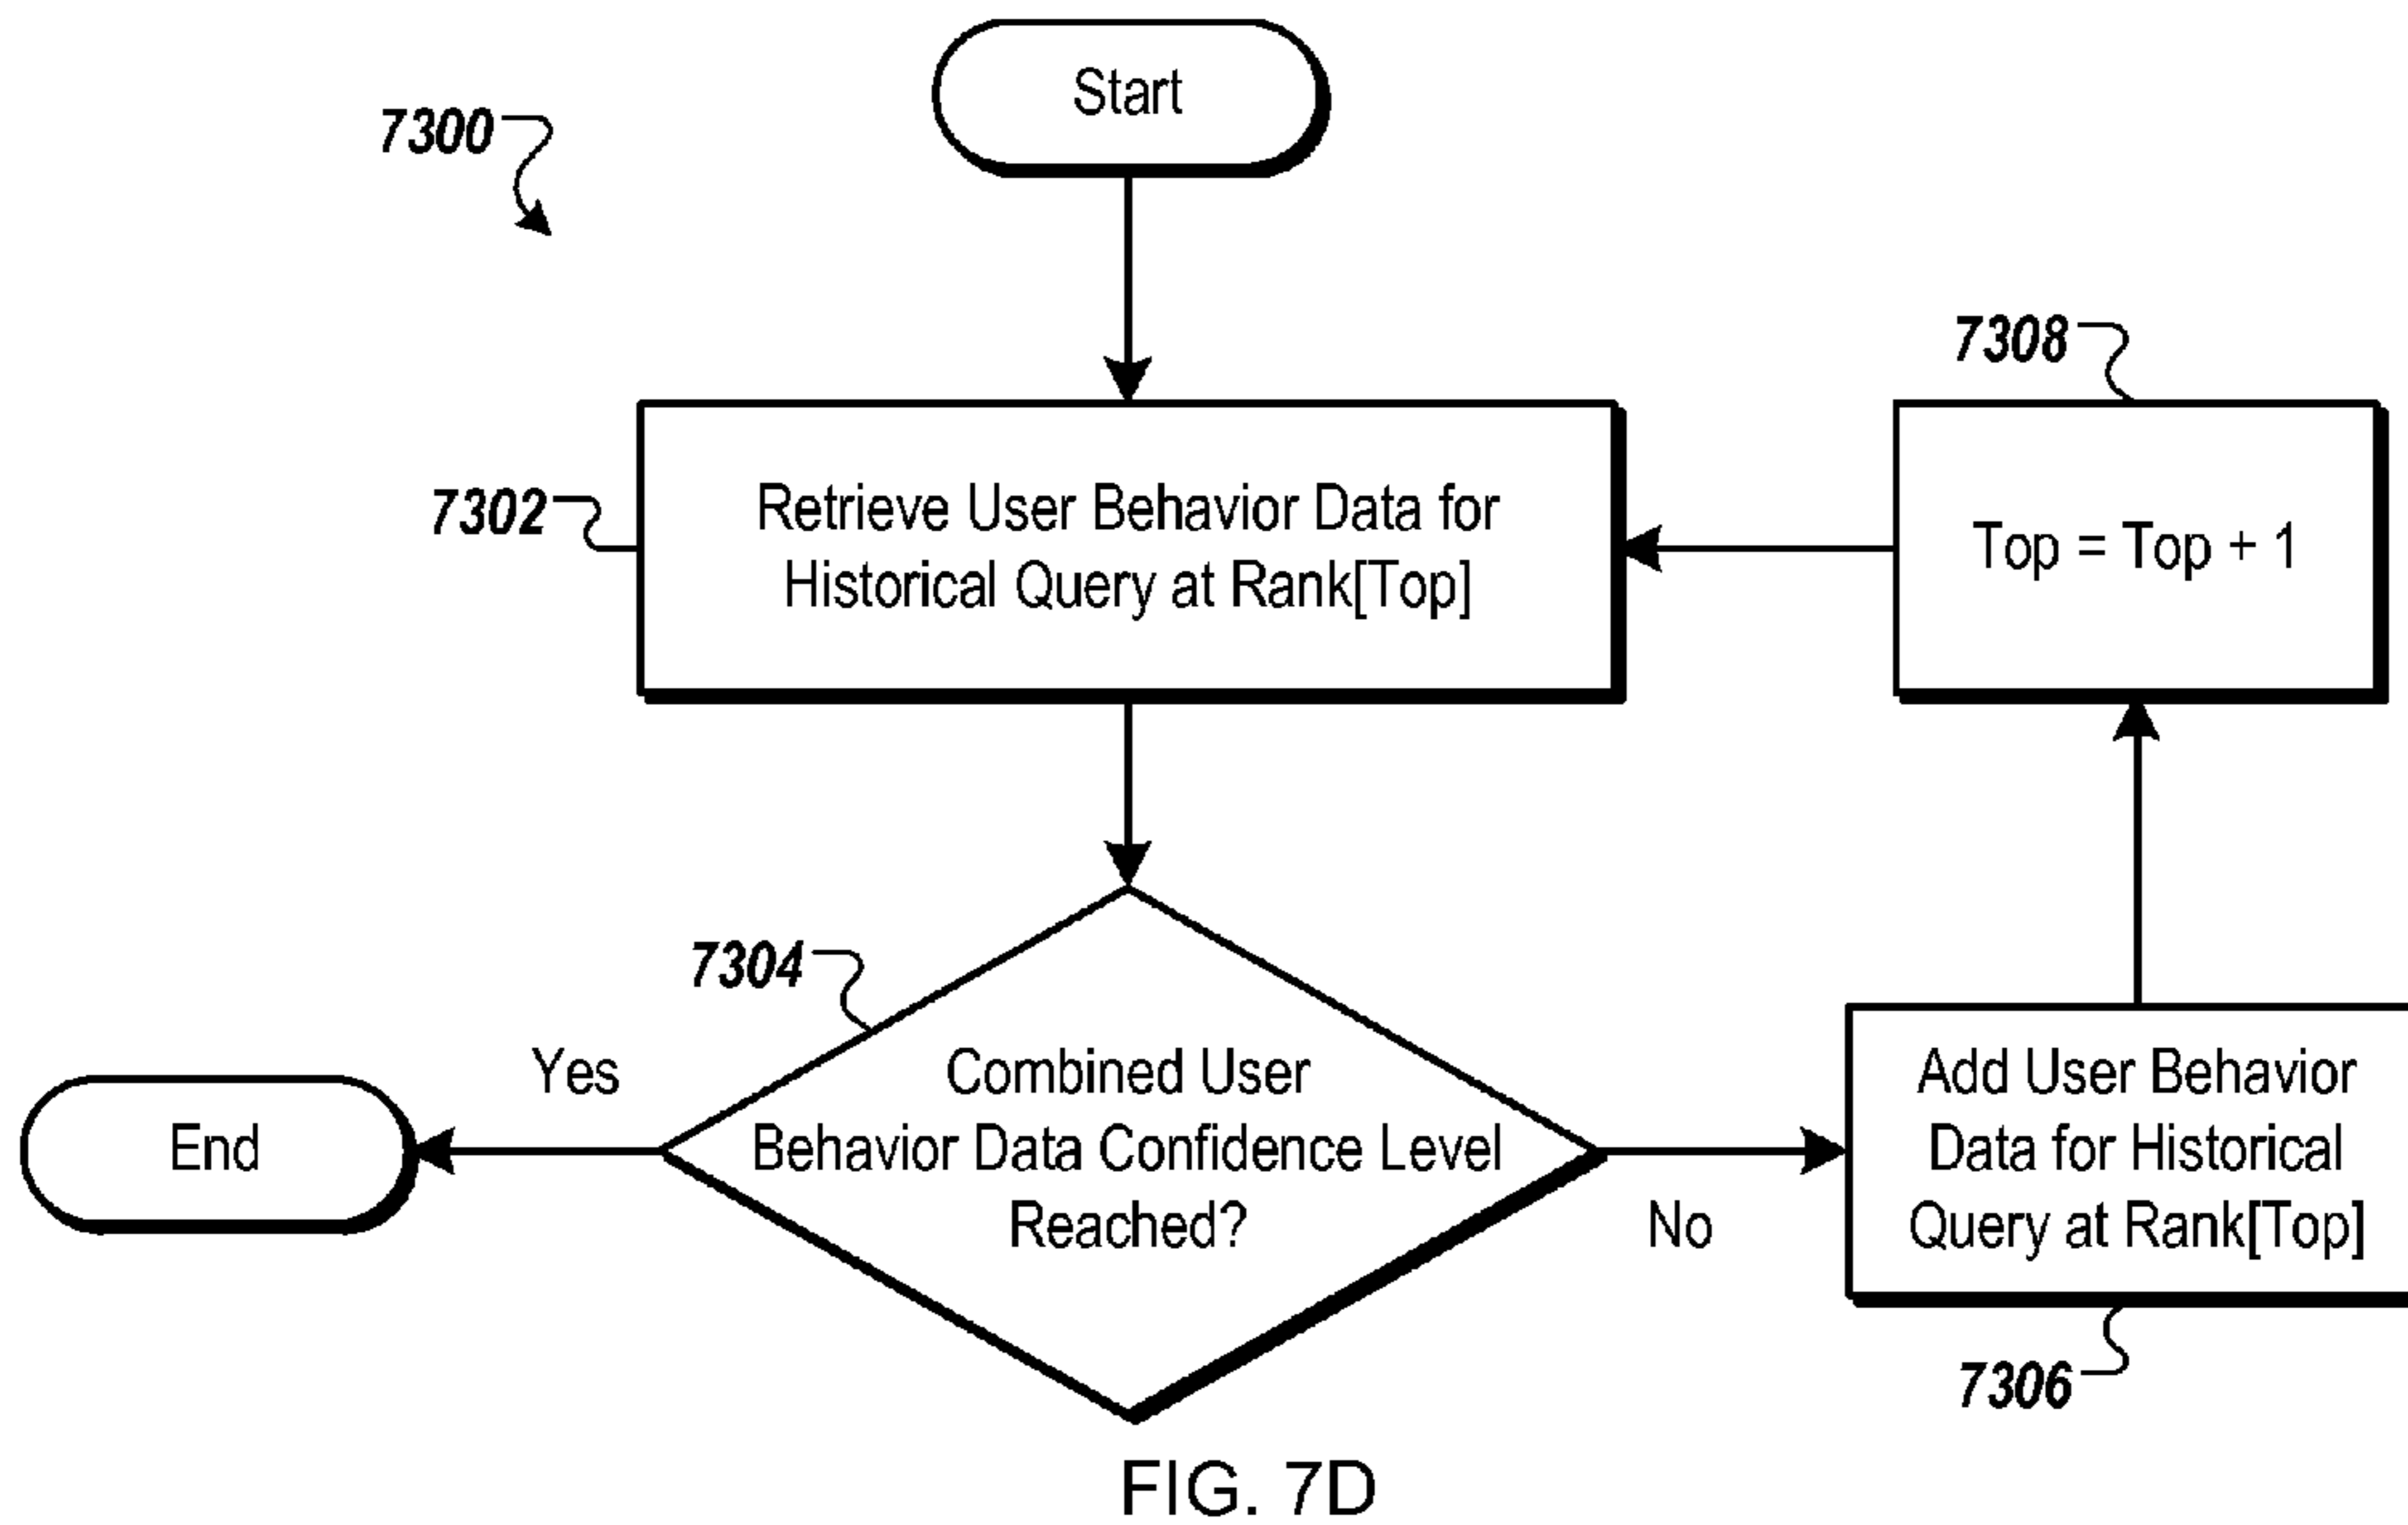 Start
7300
7308
7302
Retrieve User Behavior Data for
Historical Query at Rank[Top]
Top = Top + 1
7304
Yes
Combined User
Behavior Data Confidence Level
Reached?
End
No
Add User Behavior
Data for Historical
Query at Rank[Top]
7306
FIG. 7D